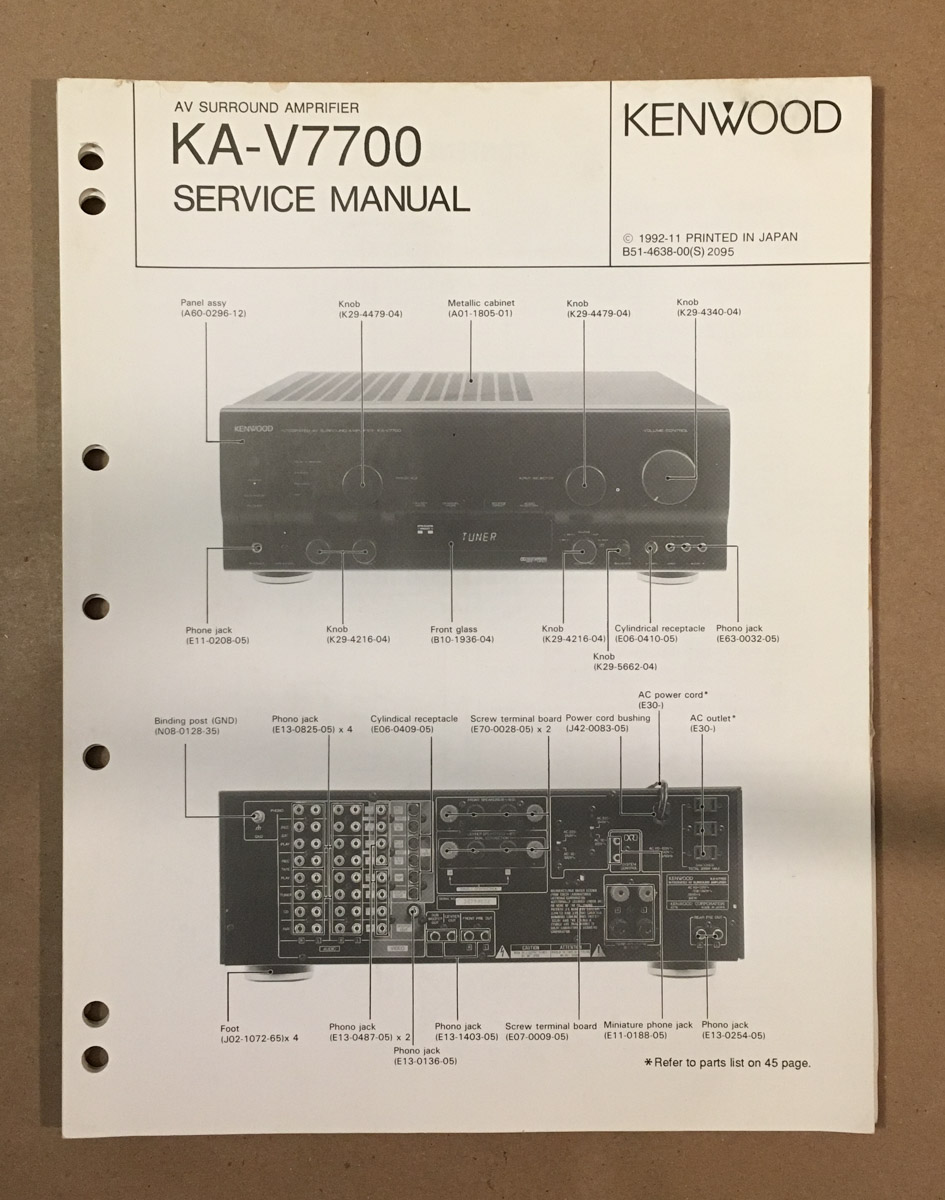 AV SURROUND AMPRIFIER
KA-V7700
SERVICE MANUAL
KENWOOD
© 1992-11 PRINTED IN JAPAN
B51-4638-00(S) 2095
Panel assy
(A60-0296-12)
Knob
(K29-4479-04)
Metallic cabinet
(A01-1805-01)
Knob
(K29-4479-04)
Knob
(K29-4340-04)
KENWOOD
VOLUME CONTROL
TUNER
Phone jack
(E11-0208-05)
Knob
(K29-4216-04)
Front glass
(B10-1936-04)
Knob
(K29-4216-04)
Knob
(K29-5662-04)
Cylindrical receptacle
(E06-0410-05)
Phono jack
(E63-0032-05)
Binding post (GND)
(N08-0128-35)
Phono jack
(E13-0825-05) x 4
Cylidical receptacle
(E06-0409-05)
Screw terminal board
(E70-0028-05) x 2
Power cord bushing
(J42-0083-05)
AC power cord*
(E30-)
AC outlet*
(E30-)
KENWOOD
KENWOOD CORPORATION
CAUTION
Foot
(J02-1072-65)x 4
Phono jack
(E13-0487-05) x 2
Phono jack
(E13-0136-05)
Phono jack
(E13-1403-05)
Screw terminal board
(E07-0009-05)
Miniature phone jack
(E11-0188-05)
Phono jack
(E13-0254-05)
*Refer to parts list on 45 page.